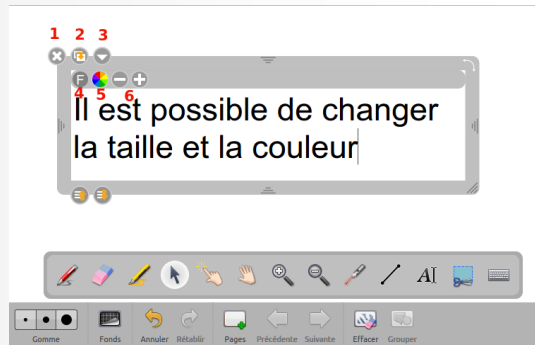 1 2 3
F
4 5 6
Il est possible de changer
la taille et la couleur
AI
Gomme Fonds Annuler Rétablir Pages Précédente Suivante Effacer Grouper